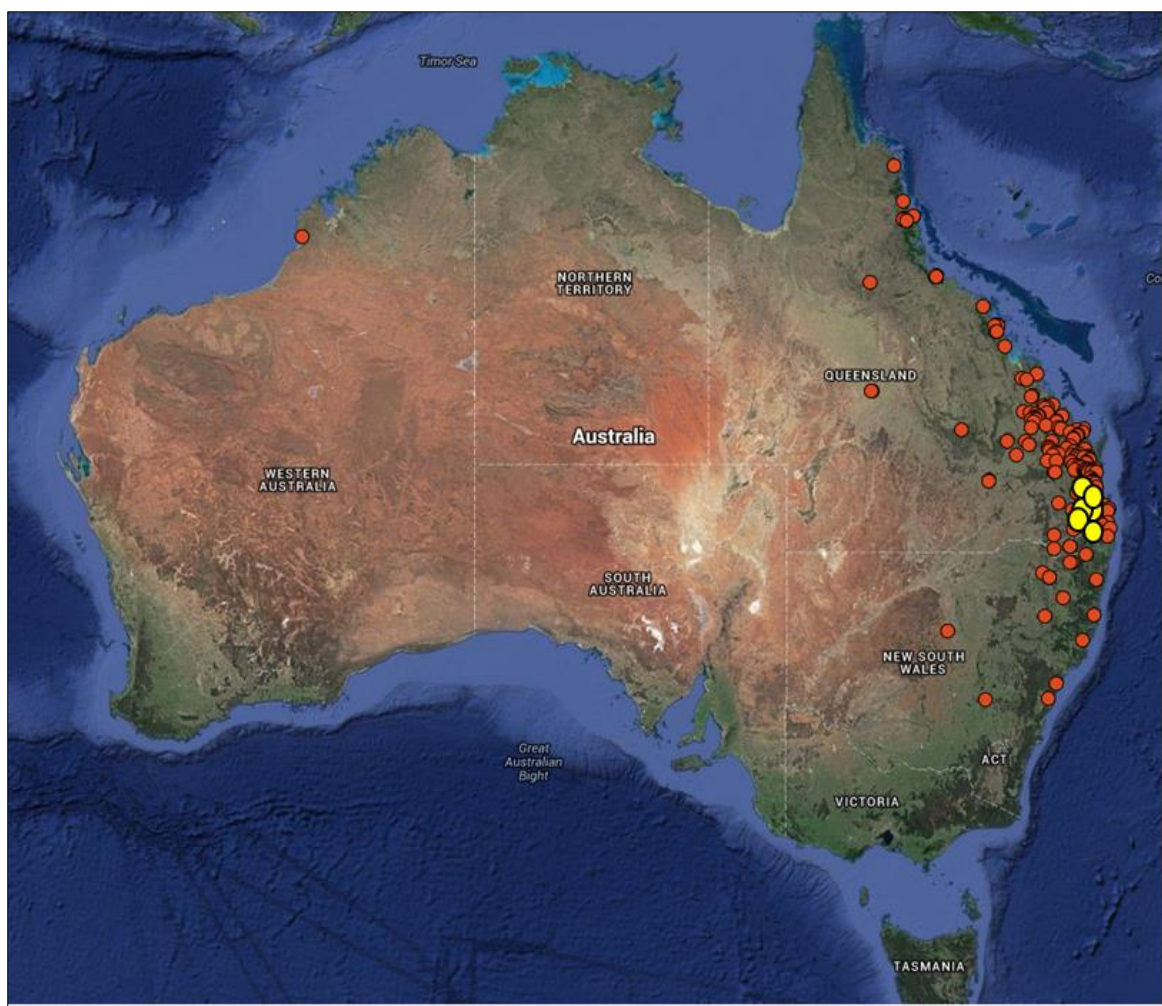 Timor Sea
NORTHERN
TERRITORY
Co
QUEENSLAND
Australia
WESTERN
AUSTRALIA
SOUTH
AUSTRALIA
NEW SOUTH
WALES
Great
Australian
Bight
ACT
VICTORIA
TASMANIA